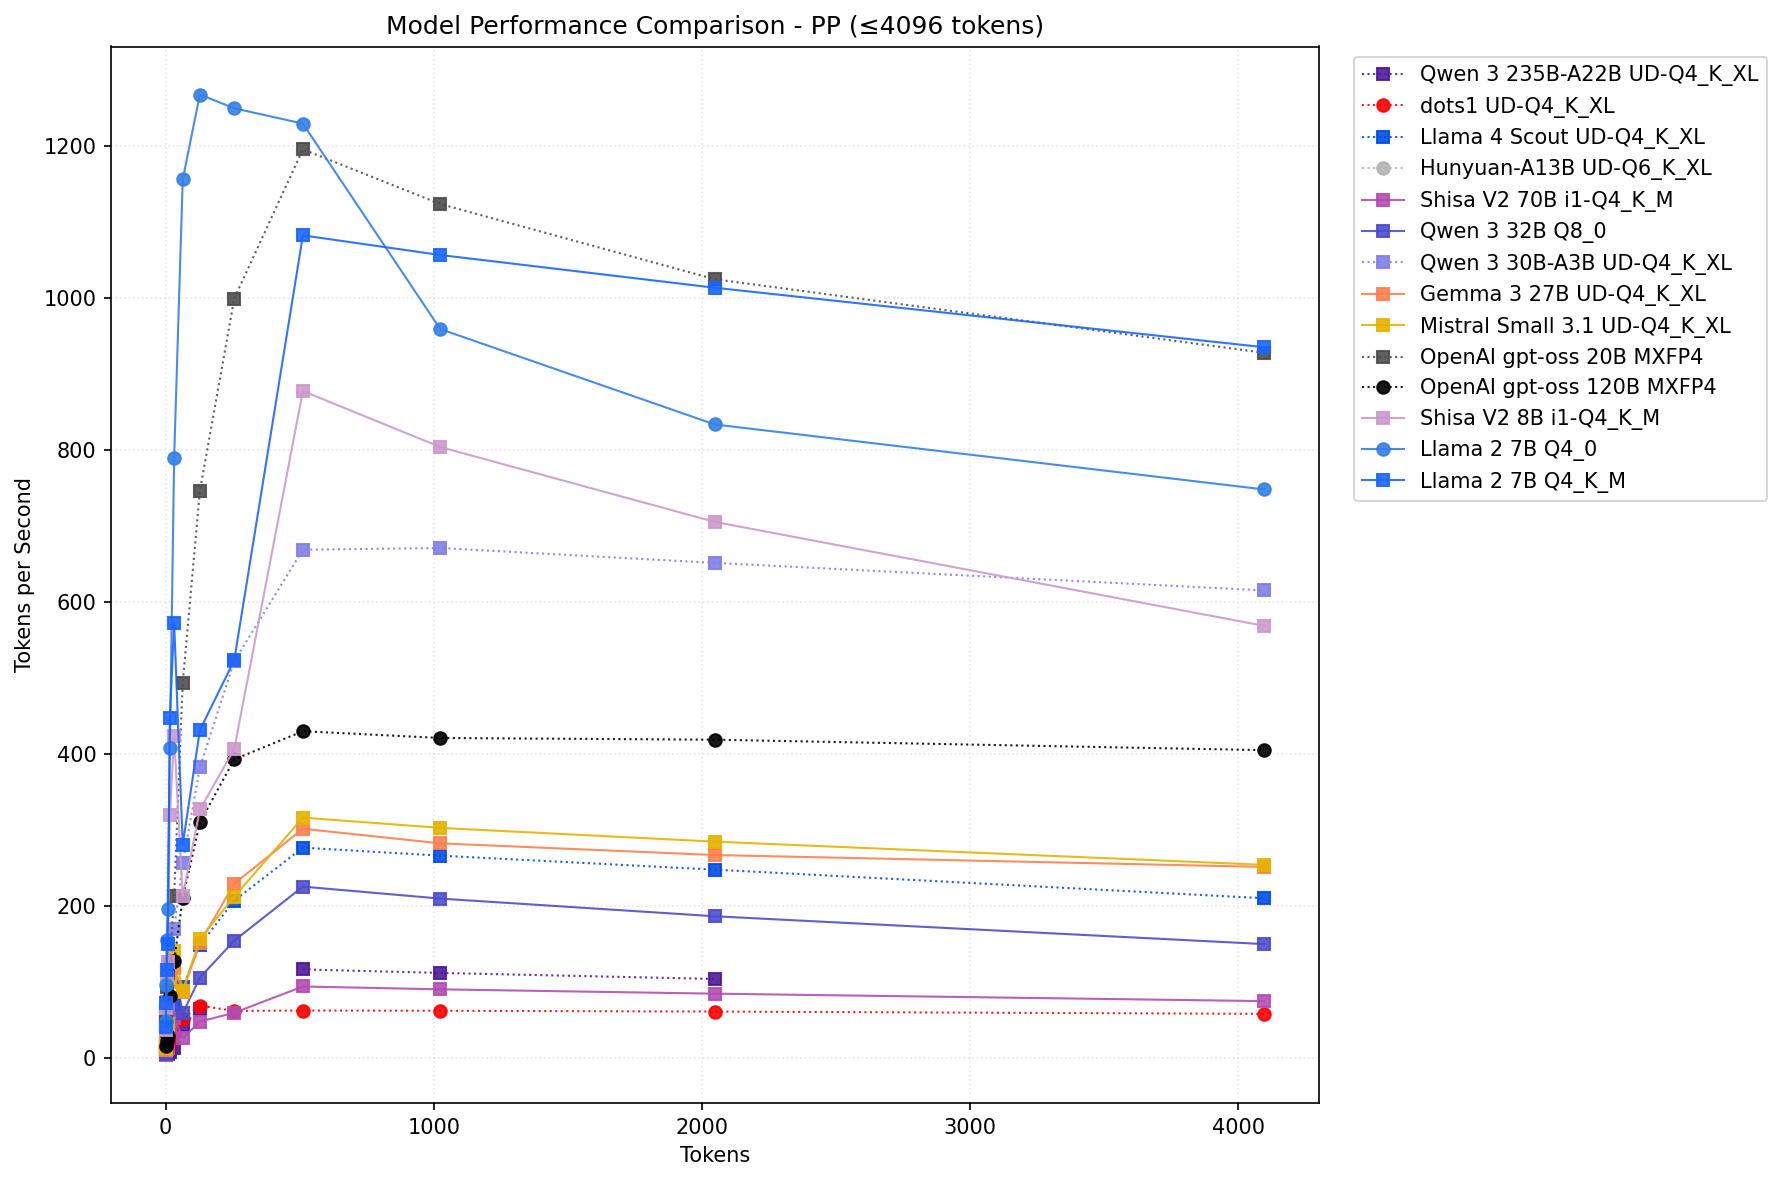 Model Performance Comparison - PP (≤4096 tokens)
1200
1000
800
600
400
200
0
Tokens per Second
0
1000
2000
3000
4000
Tokens
Qwen 3 235B-A22B UD-Q4_K_XL
dots1 UD-Q4_K_XL
Llama 4 Scout UD-Q4_K_XL
Hunyuan-A13B UD-Q6_K_XL
Shisa V2 70B i1-Q4_K_M
Qwen 3 32B Q8_0
Qwen 3 30B-A3B UD-Q4_K_XL
Gemma 3 27B UD-Q4_K_XL
Mistral Small 3.1 UD-Q4_K_XL
OpenAI gpt-oss 20B MXFP4
OpenAI gpt-oss 120B MXFP4
Shisa V2 8B i1-Q4_K_M
Llama 2 7B Q4_0
Llama 2 7B Q4_K_M